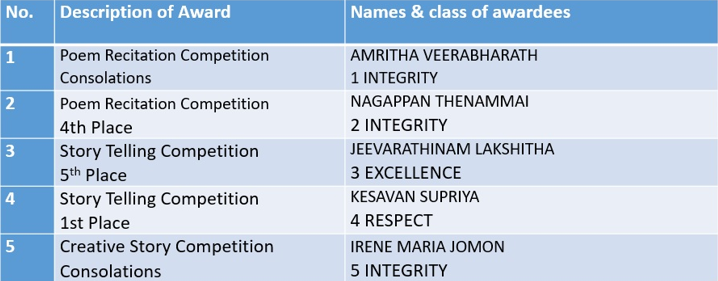 No. Description of Award Names & class of awardees
1 Poem Recitation Competition AMRITHA VEERABHARATH
Consolations 1 INTEGRITY
2 Poem Recitation Competition NAGAPPAN THENAMMAI
4th Place 2 INTEGRITY
3 Story Telling Competition JEEVARATHINAM LAKSHITHA
5th Place 3 EXCELLENCE
4 Story Telling Competition KESAVAN SUPRIYA
1st Place 4 RESPECT
5 Creative Story Competition IRENE MARIA JOMON
Consolations 5 INTEGRITY